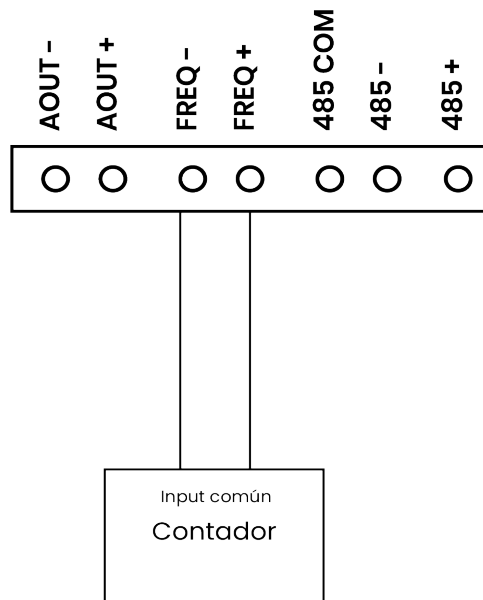 AOUT –
AOUT +
FREQ –
FREQ +
485 COM
485 –
485 +
Input común
Contador